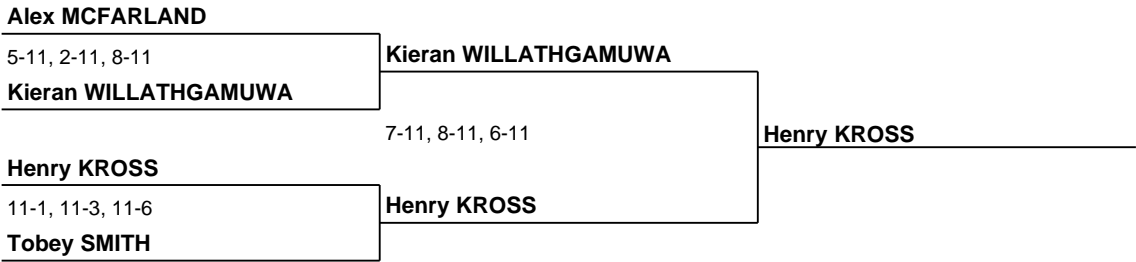 Alex MCFARLAND
5-11, 2-11, 8-11
Kieran WILLATHGAMUWA
Kieran WILLATHGAMUWA
7-11, 8-11, 6-11
Henry KROSS
Henry KROSS
11-1, 11-3, 11-6
Henry KROSS
Tobey SMITH